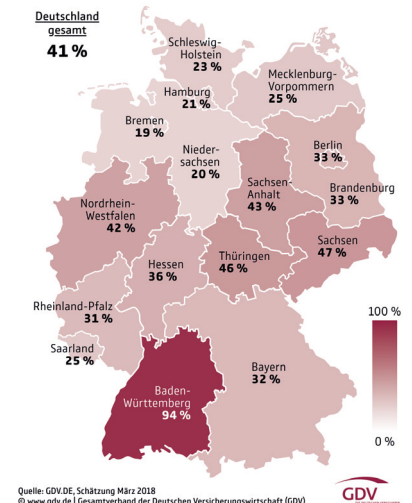 Deutschland
gesamt
41 %
Schleswig-
Holstein
23 %
Mecklenburg-
Vorpommern
25 %
Hamburg
21 %
Bremen
19 %
Nieder-
sachsen
20 %
Berlin
33 %
Brandenburg
33 %
Sachsen-
Anhalt
43 %
Nordrhein-
Westfalen
42 %
Sachsen
47 %
Thüringen
46 %
Hessen
36 %
Rheinland-Pfalz
31 %
Saarland
25 %
Baden-
Württemberg
94 %
Bayern
32 %
100 %
0 %
Quelle: GDV.DE, Schätzung März 2018
© www.gdv.de | Gesamtverband der Deutschen Versicherungswirtschaft (GDV)
GDV